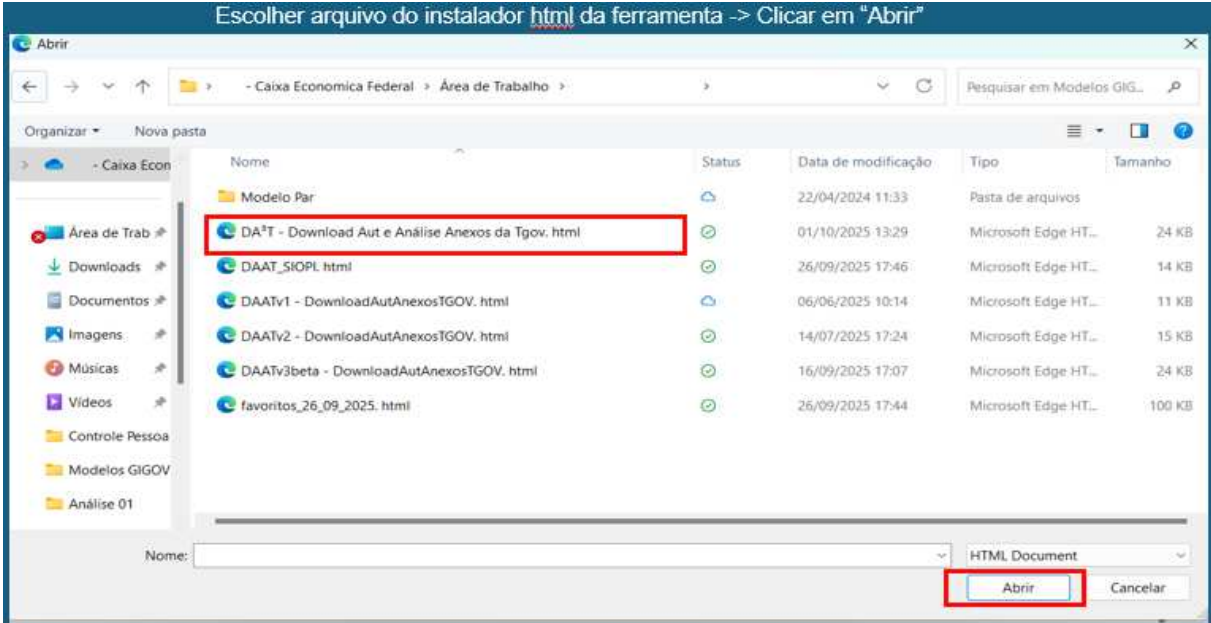 Escolher arquivo do instalador html da ferramenta -> Clicar em “Abrir”
Abrir
- Caixa Economica Federal > Área de Trabalho > >
Pesquisar em Modelos GIG...
Organizar
Nova pasta
- Caixa Econ
Nome Status Data de modificação Tipo Tamanho
Modelo Par 22/04/2024 11:33 Pasta de arquivos
Área de Trab
DA³T - Download Aut e Análise Anexos da Tgov. html 01/10/2025 13:29 Microsoft Edge HT... 24 KB
Downloads
DAAT_SIOPI. html 26/09/2025 17:46 Microsoft Edge HT... 14 KB
Documentos
DAATv1 - DownloadAutAnexosTGOV. html 06/06/2025 10:14 Microsoft Edge HT... 11 KB
Imagens
DAATv2 - DownloadAutAnexosTGOV. html 14/07/2025 17:24 Microsoft Edge HT... 15 KB
Músicas
DAATv3beta - DownloadAutAnexosTGOV. html 16/09/2025 17:07 Microsoft Edge HT... 24 KB
Vídeos
favoritos_26_09_2025. html 26/09/2025 17:44 Microsoft Edge HT... 100 KB
Controle Pessoa
Modelos GIGOV
Análise 01
Nome:
HTML Document
Abrir
Cancelar